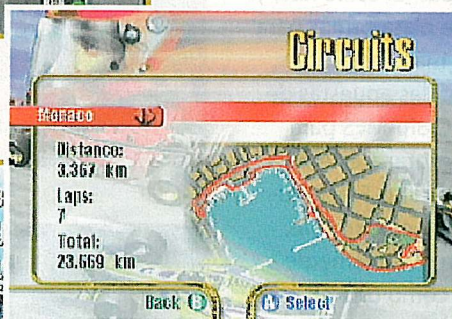 Circuits
Monaco
Distance:
3.367 km
Laps:
7
Total:
23.569 km
Back B
A Select